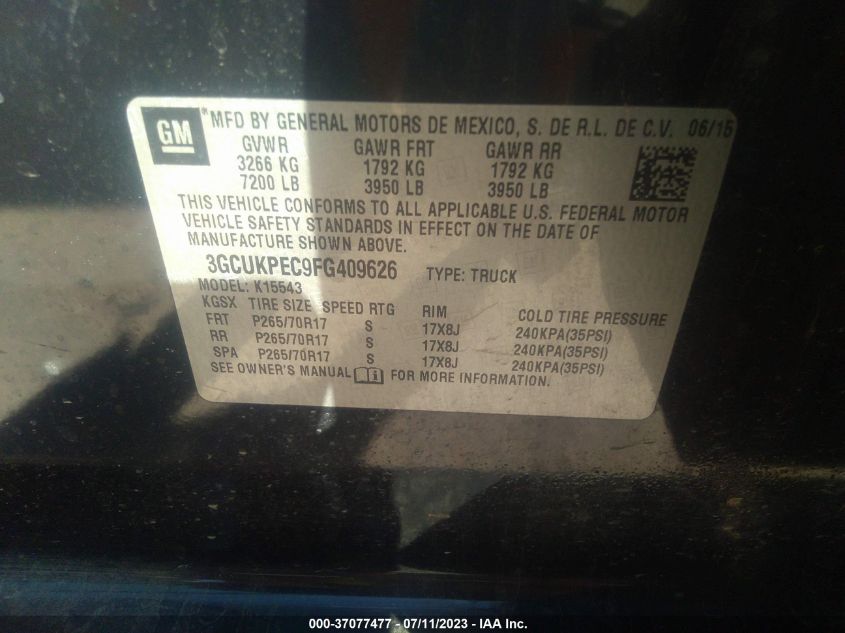 GM
*MFD BY GENERAL MOTORS DE MEXICO, S. DE R.L. DE C.V. 06/15
GVWR GAWR FRT GAWR RR
3266 KG 1792 KG 1792 KG
7200 LB 3950 LB 3950 LB
THIS VEHICLE CONFORMS TO ALL APPLICABLE U.S. FEDERAL MOTOR
VEHICLE SAFETY STANDARDS IN EFFECT ON THE DATE OF
MANUFACTURE SHOWN ABOVE.
3GCUKPEC9FG409626 TYPE: TRUCK
MODEL: K15543
KGSX TIRE SIZE SPEED RTG RIM COLD TIRE PRESSURE
FRT P265/70R17 S 17X8J 240KPA(35PSI)
RR P265/70R17 S 17X8J 240KPA(35PSI)
SPA P265/70R17 S 17X8J 240KPA(35PSI)
SEE OWNER'S MANUAL FOR MORE INFORMATION.
000-37077477 - 07/11/2023 - IAA Inc.